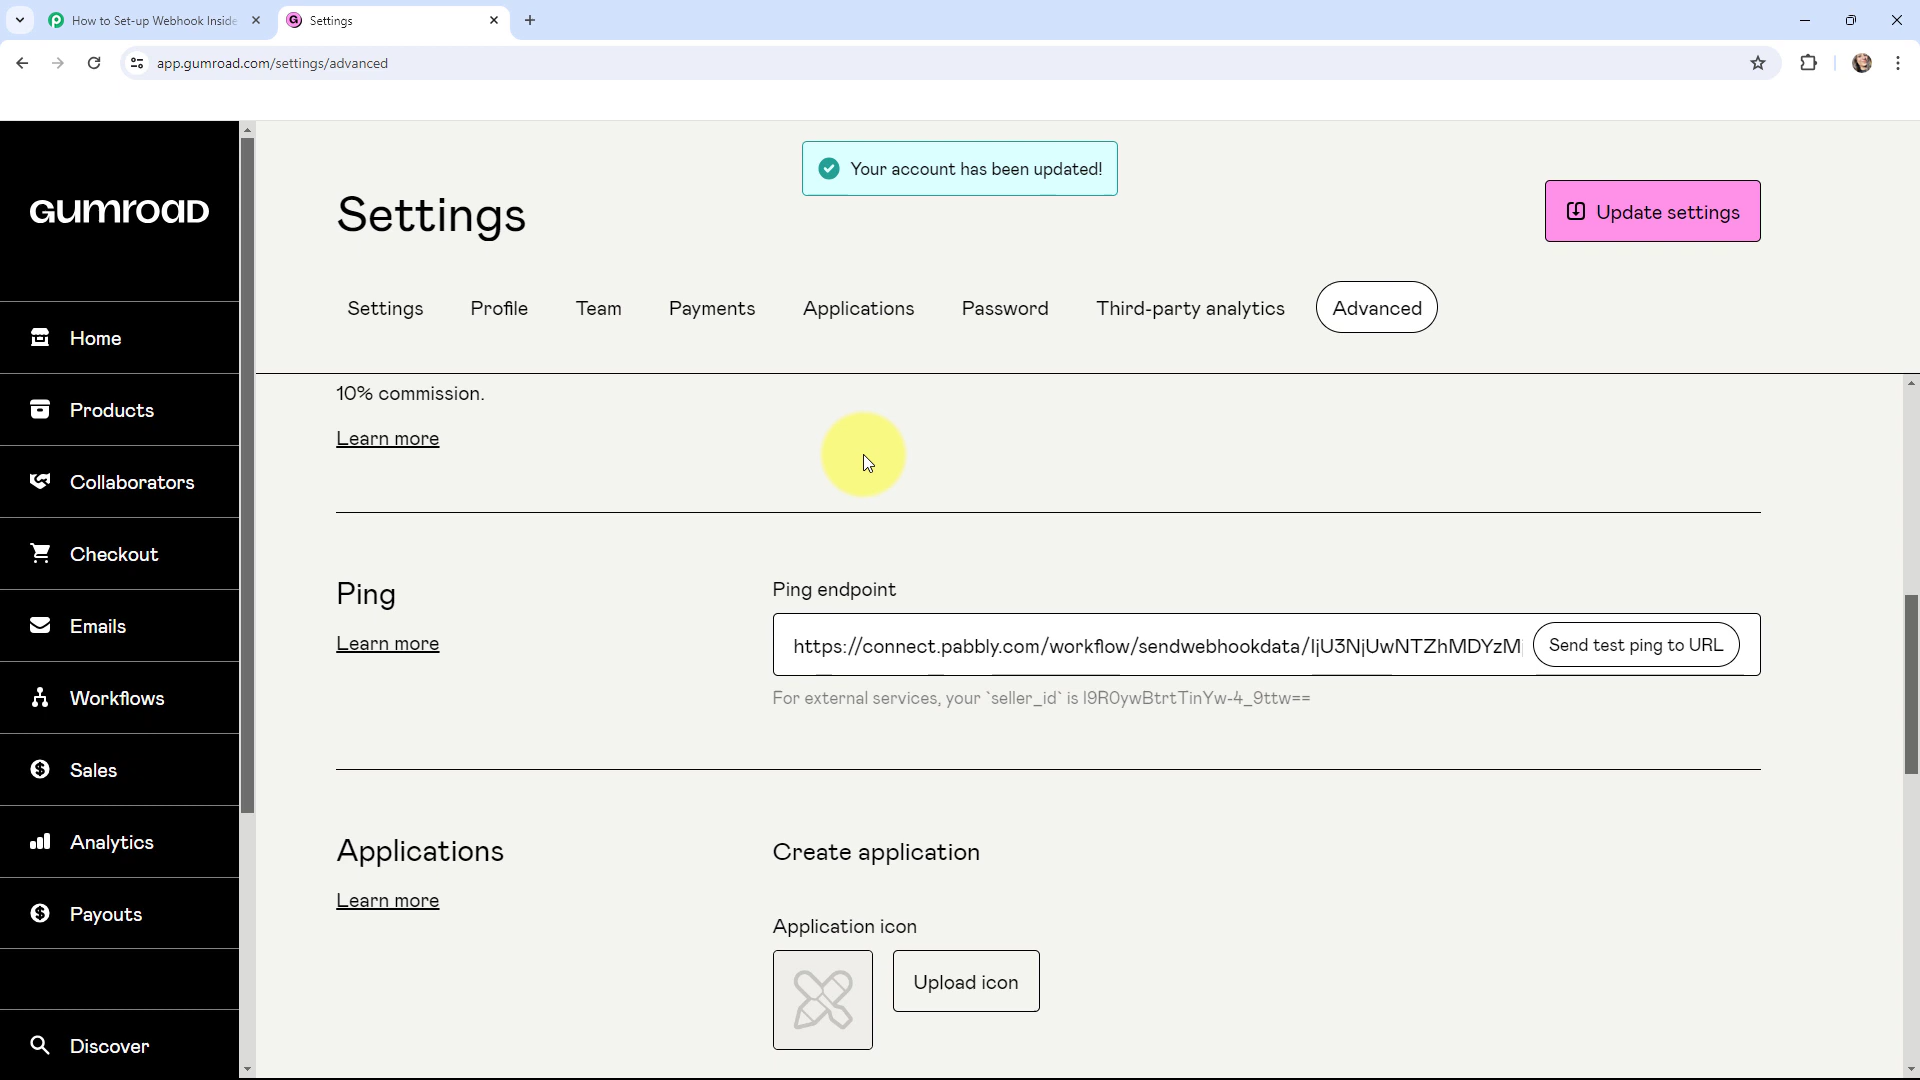 How to Set-up Webhook Inside
Settings
app.gumroad.com/settings/advanced
GUMROAD
Home
Products
Collaborators
Checkout
Emails
Workflows
Sales
Analytics
Payouts
Discover
Your account has been updated!
Settings
Update settings
Settings
Profile
Team
Payments
Applications
Password
Third-party analytics
Advanced
10% commission.
Learn more
Ping
Learn more
Ping endpoint
https://connect.pabbly.com/workflow/sendwebhookdata/IjU3NjUwNTZhMDYzM
Send test ping to URL
For external services, your `seller_id` is I9R0ywBtrtTinYw-4_9ttw==
Applications
Learn more
Create application
Application icon
Upload icon